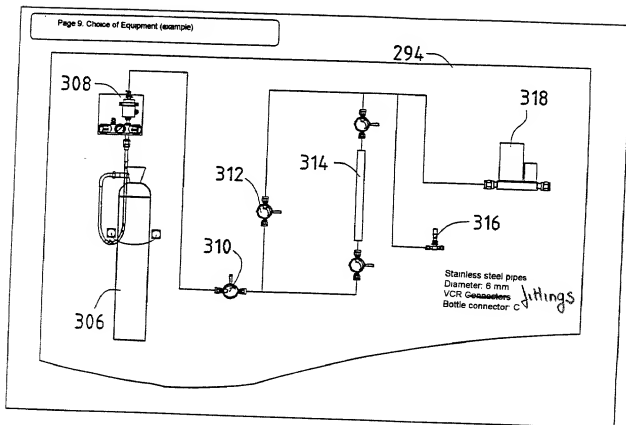 Page 9. Choice of Equipment (example)
294
308
318
312
314
316
310
306
Stainless steel pipes
Diameter: 6 mm
VCR Connectors fittings
Bottle connector: C